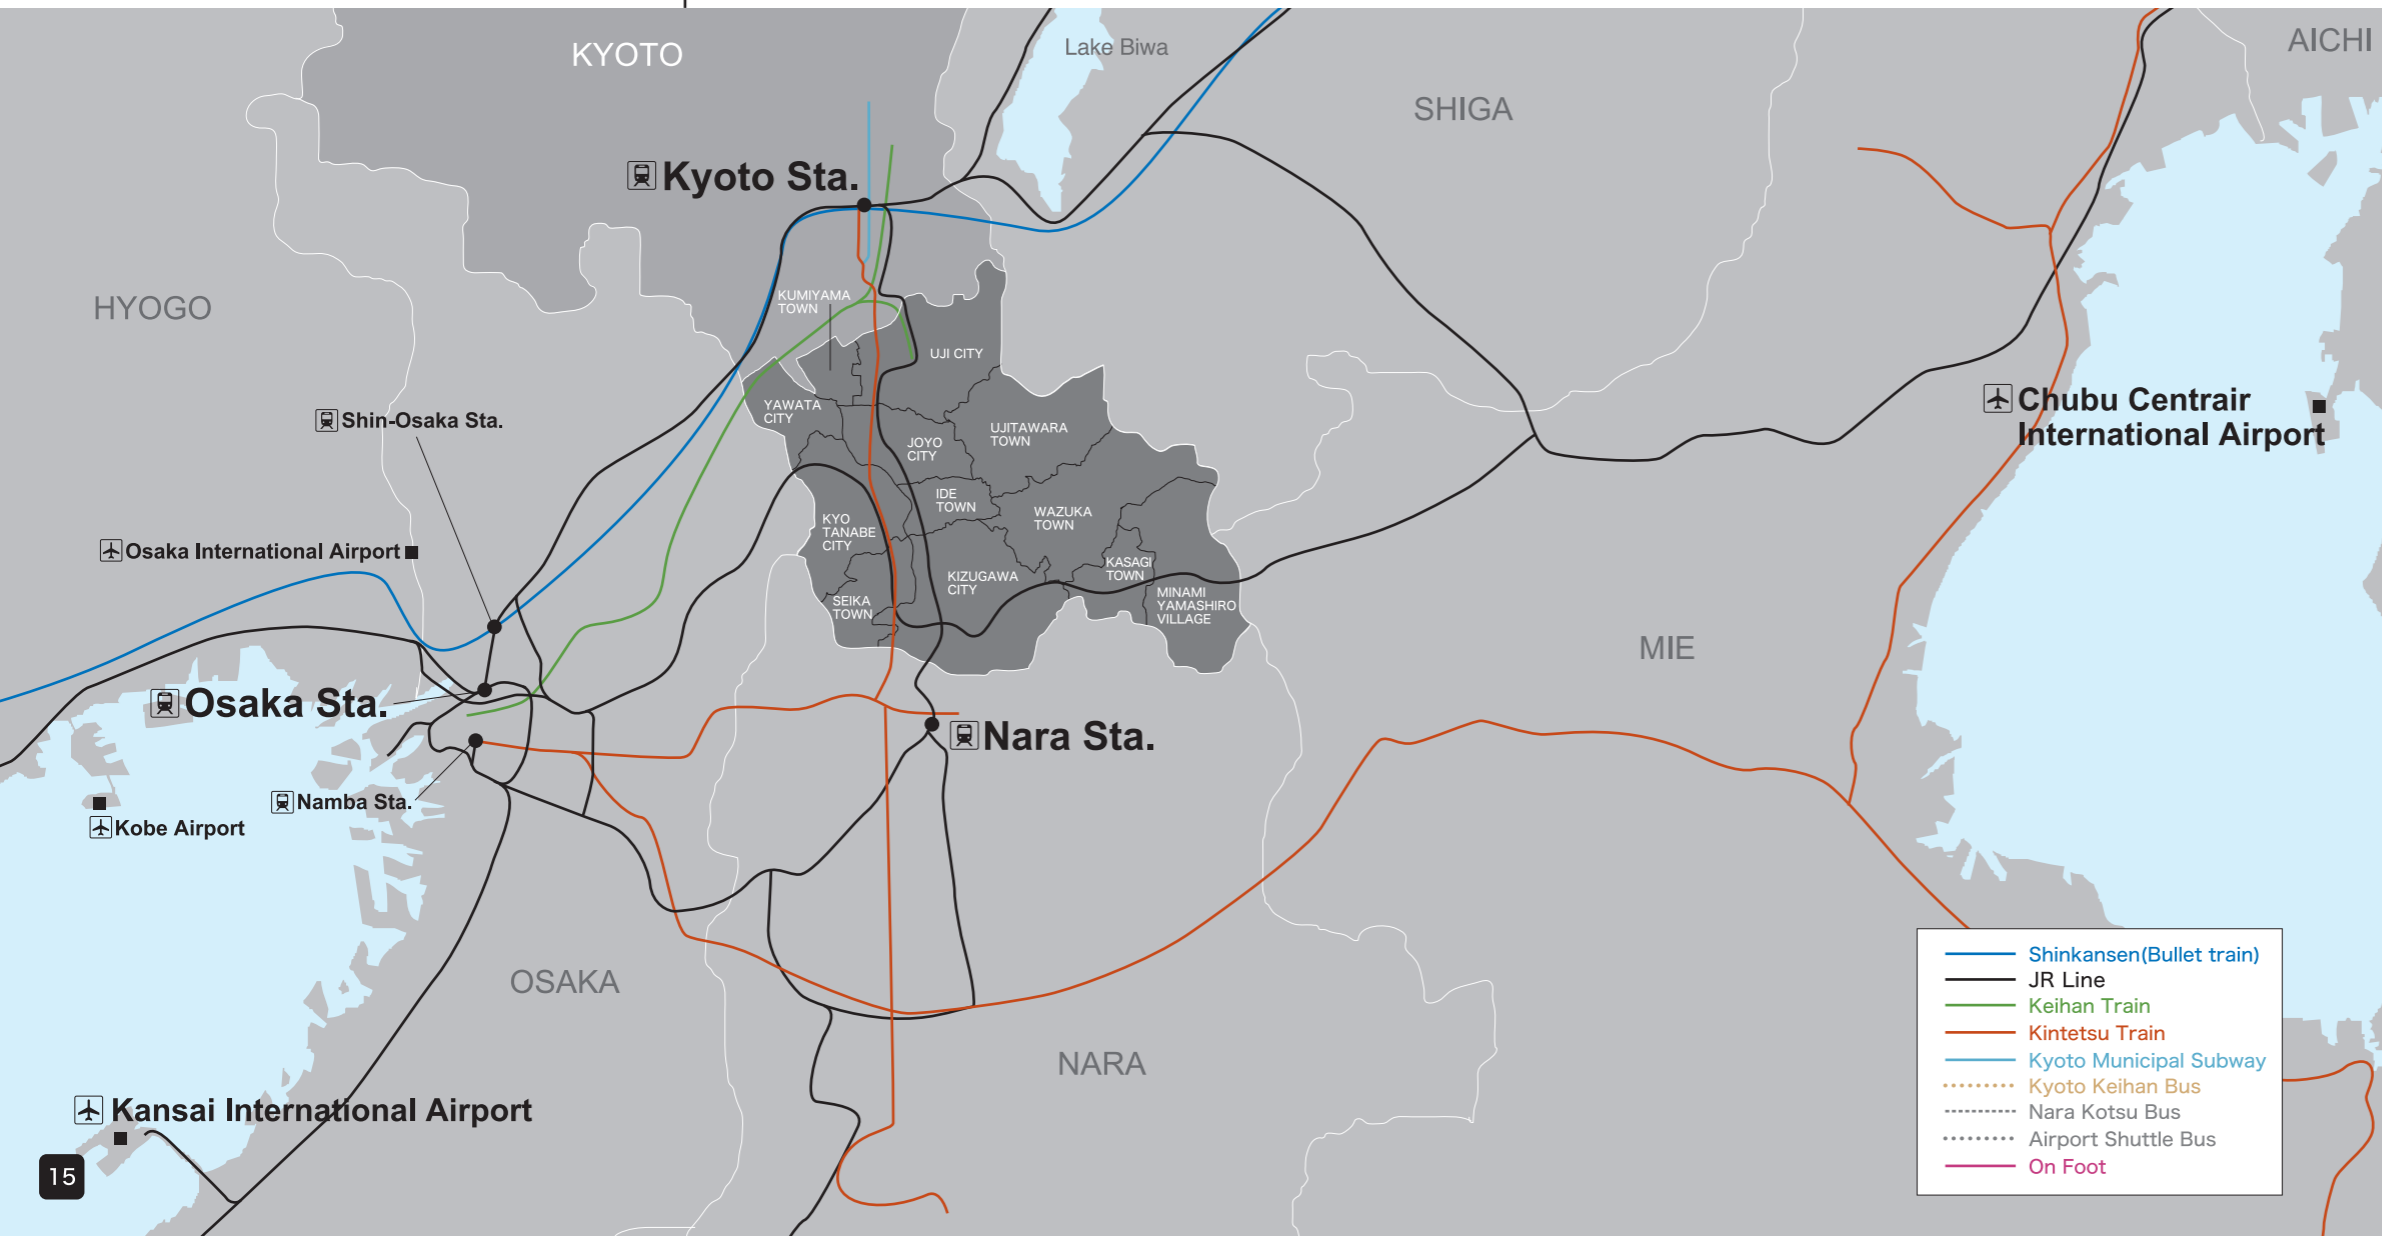 KYOTO
Lake Biwa
AICHI
SHIGA
Kyoto Sta.
HYOGO
KUMIYAMA
TOWN
UJI CITY
YAWATA
CITY
UJITAWARA
TOWN
JOYO
CITY
Chubu Centrair
International Airport
Shin-Osaka Sta.
IDE
TOWN
WAZUKA
TOWN
KYO
TANABE
CITY
Osaka International Airport
KASAGI
TOWN
KIZUGAWA
CITY
SEIKA
TOWN
MINAMI
YAMASHIRO
VILLAGE
MIE
Osaka Sta.
Nara Sta.
Namba Sta.
Kobe Airport
OSAKA
NARA
Kansai International Airport
15
Shinkansen(Bullet train)
JR Line
Keihan Train
Kintetsu Train
Kyoto Municipal Subway
Kyoto Keihan Bus
Nara Kotsu Bus
Airport Shuttle Bus
On Foot